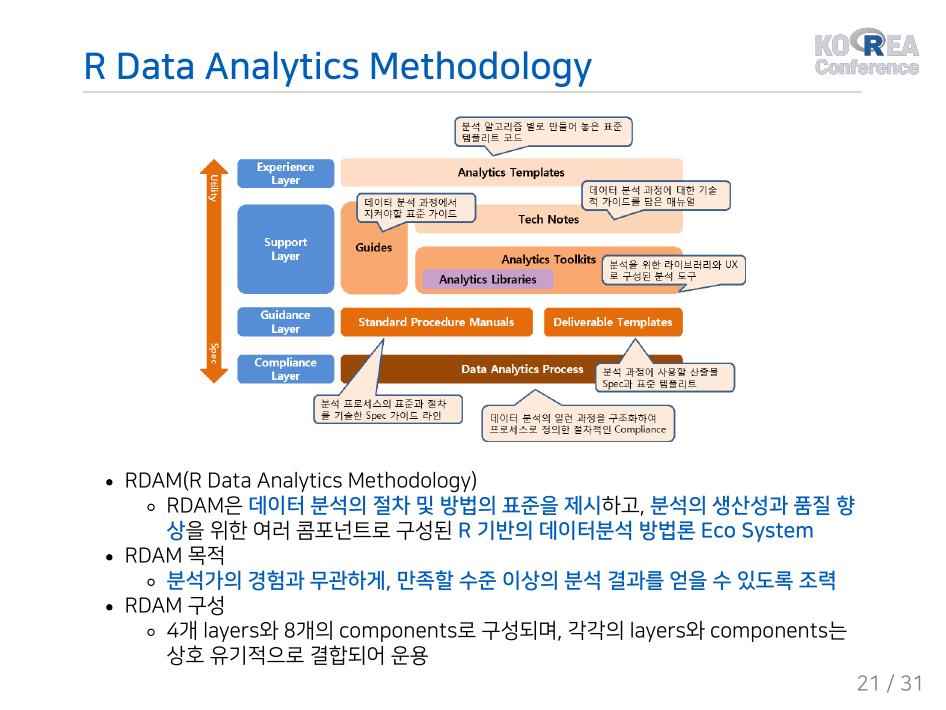 R Data Analytics Methodology
KOREA
Conference
분석 알고리즘 별로 만들어 놓은 표준
템플리트 코드
Experience
Layer
Analytics Templates
Utility
데이터 분석 과정에서
지켜야할 표준 가이드
데이터 분석 과정에 대한 기술
적 가이드를 담은 매뉴얼
Support
Layer
Guides
Tech Notes
Analytics Toolkits
Analytics Libraries
분석을 위한 라이브러리와 UX
로 구성된 분석 도구
Guidance
Layer
Standard Procedure Manuals
Deliverable Templates
Spec
Compliance
Layer
Data Analytics Process
분석 과정에 사용할 산출물
Spec과 표준 템플리트
분석 프로세스의 표준과 절차
를 기술한 Spec 가이드 라인
데이터 분석의 일련 과정을 구조화하여
프로세스로 정의한 절차적인 Compliance
• RDAM(R Data Analytics Methodology)
◦ RDAM은 데이터 분석의 절차 및 방법의 표준을 제시하고, 분석의 생산성과 품질 향
상을 위한 여러 콤포넌트로 구성된 R 기반의 데이터분석 방법론 Eco System
• RDAM 목적
◦ 분석가의 경험과 무관하게, 만족할 수준 이상의 분석 결과를 얻을 수 있도록 조력
• RDAM 구성
◦ 4개 layers와 8개의 components로 구성되며, 각각의 layers와 components는
상호 유기적으로 결합되어 운용
21 / 31